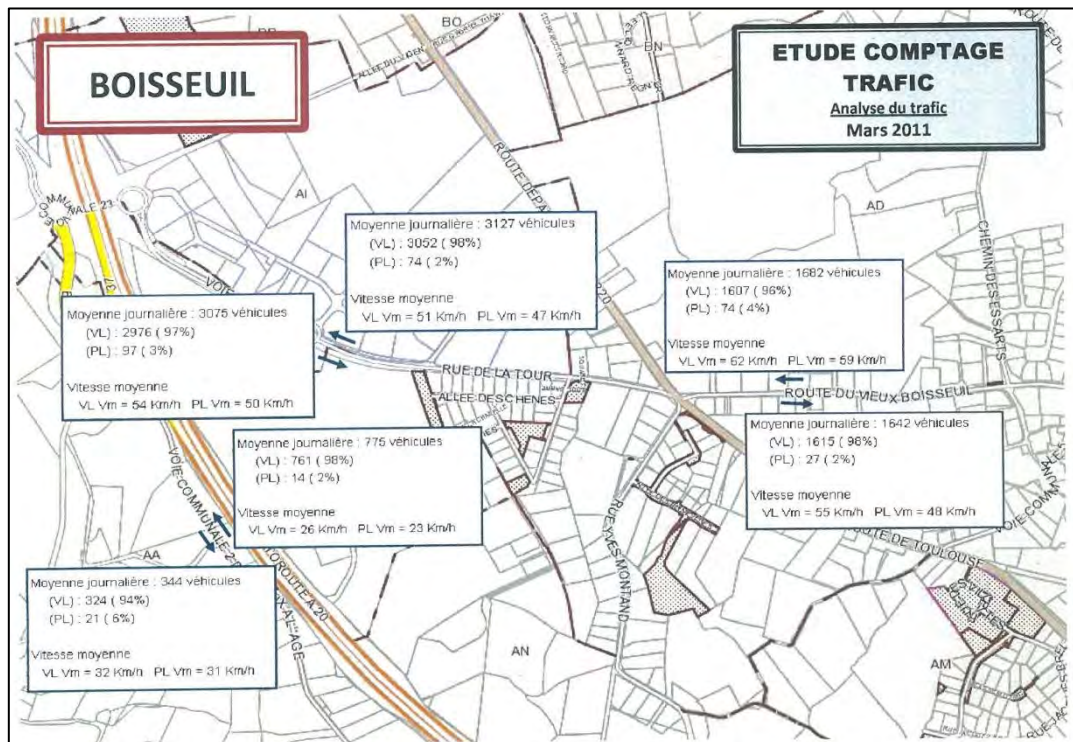 BOISSEUIL
ETUDE COMPTAGE
TRAFIC
Analyse du trafic
Mars 2011
BO
BN
AI
AD
ROUTE DEPA
220
CHEMIN DES ESSARTS
Moyenne journalière : 3127 véhicules
(VL) : 3052 ( 98%)
(PL) : 74 ( 2%)
Vitesse moyenne
VL Vm = 51 Km/h PL Vm = 47 Km/h
Moyenne journalière : 1682 véhicules
(VL) : 1607 ( 96%)
(PL) : 74 ( 4%)
Vitesse moyenne
VL Vm = 62 Km/h PL Vm = 59 Km/h
Moyenne journalière : 3075 véhicules
(VL) : 2976 ( 97%)
(PL) : 97 ( 3%)
Vitesse moyenne
VL Vm = 54 Km/h PL Vm = 50 Km/h
RUE DE LA TOUR
ALLEE DES CHENES
ROUTE DU VIEUX BOISSEUIL
Moyenne journalière : 775 véhicules
(VL) : 761 ( 98%)
(PL) : 14 ( 2%)
Vitesse moyenne
VL Vm = 26 Km/h PL Vm = 23 Km/h
Moyenne journalière : 1642 véhicules
(VL) : 1615 ( 98%)
(PL) : 27 ( 2%)
Vitesse moyenne
VL Vm = 55 Km/h PL Vm = 48 Km/h
VOIE COMMUNALE 2
AA
RUE YVES MONTAND
TE DE TOULOUSE
Moyenne journalière : 344 véhicules
(VL) : 324 ( 94%)
(PL) : 21 ( 6%)
Vitesse moyenne
VL Vm = 32 Km/h PL Vm = 31 Km/h
LOROUTE A 20
AN
AM